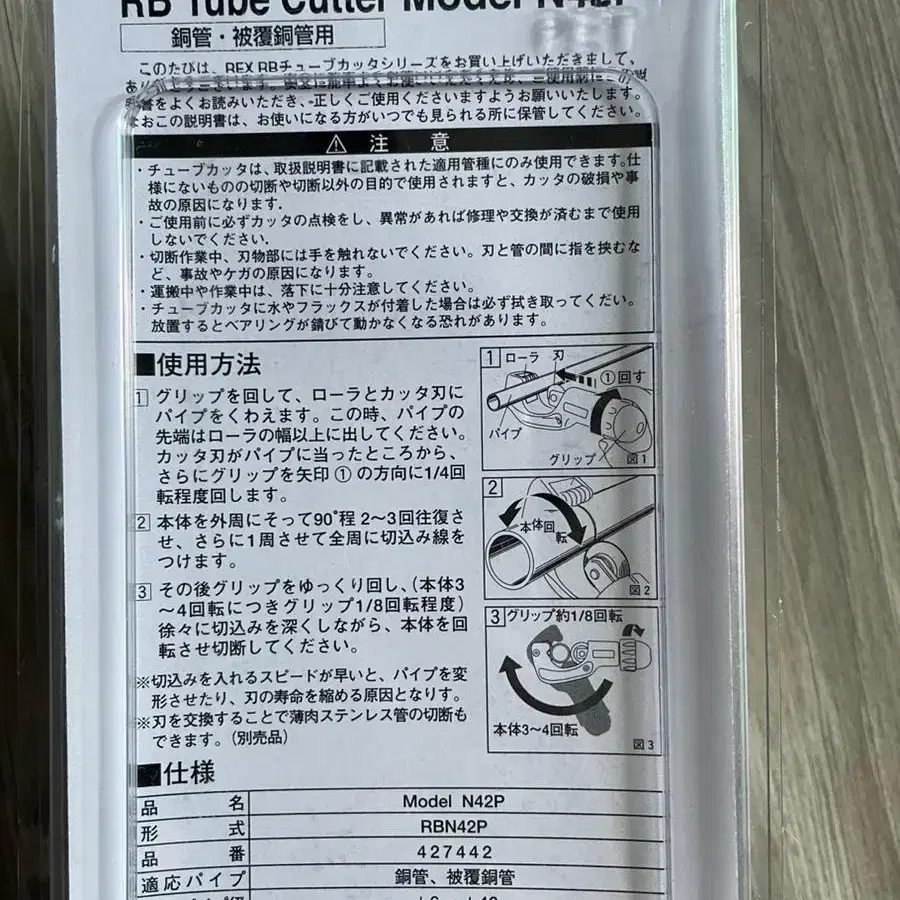 RB Tube Cutter Model N42P
銅管・被覆銅管用
このたびは、REX RBチューブカッタシリーズをお買い上げいただきまして、
書をよくお読みいただき、正しくご使用くださいますようお願いいたします。
なおこの説明書は、お使いになる方がいつでも見られる所に保管してください。
⚠ 注 意
・チューブカッタは、取扱説明書に記載された適用管種にのみ使用できます。仕
様にないものの切断や切断以外の目的で使用されますと、カッタの破損や事
故の原因になります。
・ご使用前に必ずカッタの点検をし、異常があれば修理や交換が済むまで使用
しないでください。
・切断作業中、刃物部には手を触れないでください。刃と管の間に指を挟むな
ど、事故やケガの原因になります。
・運搬中や作業中は、落下に十分注意してください。
・チューブカッタに水やフラックスが付着した場合は必ず拭き取ってくだい。
放置するとベアリングが錆びて動かなくなる恐れがあります。
■使用方法
1 グリップを回して、ローラとカッタ刃に
パイプをくわえます。この時、パイプの
先端はローラの幅以上に出してください。
カッタ刃がパイプに当ったところから、
さらにグリップを矢印①の方向に1/4回
転程度回します。
2 本体を外周にそって90°程 2〜3回往復さ
せ、さらに1周させて全周に切込み線を
つけます。
3 その後グリップをゆっくり回し、(本体3
〜4回転につきグリップ1/8回転程度)
徐々に切込みを深くしながら、本体を回
転させ切断してください。
※切込みを入れるスピードが早いと、パイプを変
形させたり、刃の寿命を縮める原因となります。
※刃を交換することで薄肉ステンレス管の切断も
できます。(別売品)
1 ローラ 刃
①回す
パイプ
グリップ 図1
2
本体回転
図2
3 グリップ約1/8回転
本体3〜4回転
図3
■仕様
品 名 Model N42P
形 式 RBN42P
品 番 427442
適応パイプ 銅管、被覆銅管